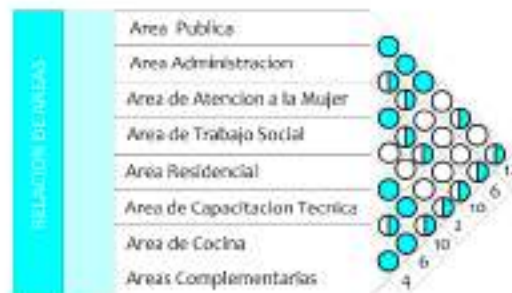 RELACION DE AREAS
Area Publica
Area Administracion
Area de Atencion a la Mujer
Area de Trabajo Social
Area Residencial
Area de Capacitacion Tecnica
Area de Cocina
Areas Complementarias
6
10
10
6
4